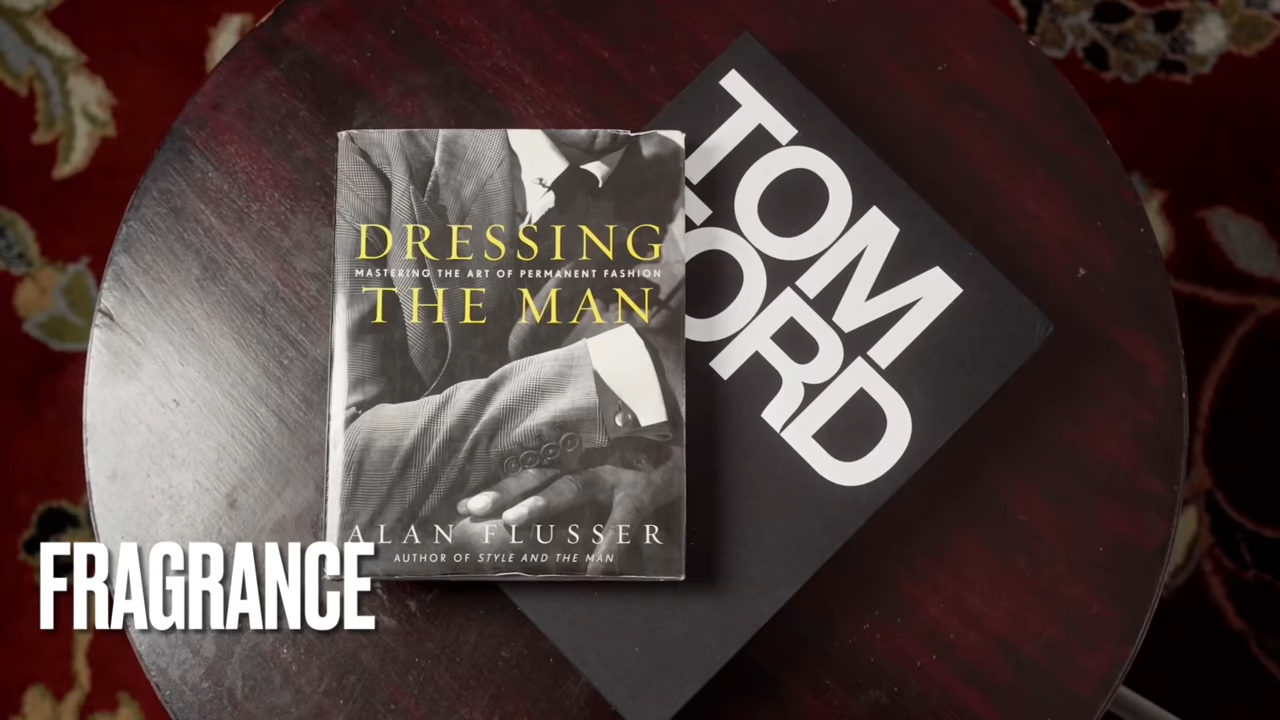 DRESSING
MASTERING THE ART OF PERMANENT FASHION
THE MAN
ALAN FLUSSER
AUTHOR OF STYLE AND THE MAN
TOM
FORD
FRAGRANCE